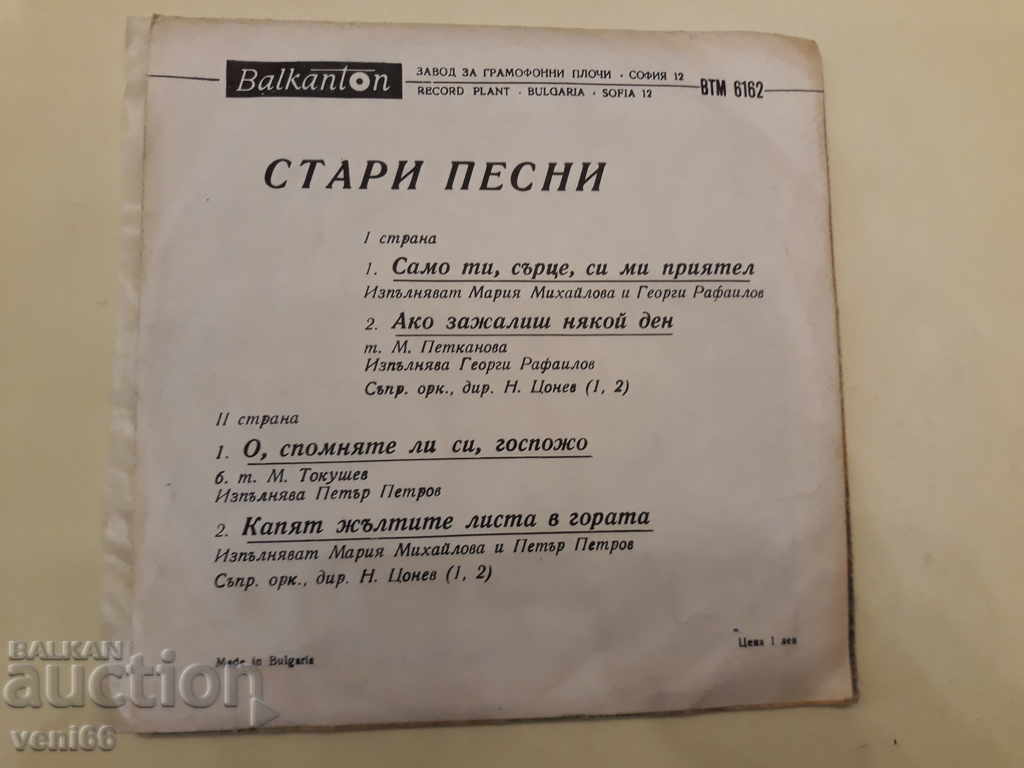 Balkanton
ЗАВОД ЗА ГРАМОФОННИ ПЛОЧИ · СОФИЯ 12
RECORD PLANT · BULGARIA · SOFIA 12
ВТМ 6162
СТАРИ ПЕСНИ
I страна
1. Само ти, сърце, си ми приятел
Изпълняват Мария Михайлова и Георги Рафаилов
2. Ако зажалиш някой ден
т. М. Петканова
Изпълнява Георги Рафаилов
Съпр. орк., дир. Н. Цонев (1, 2)
II страна
1. О, спомняте ли си, госпожо
б. т. М. Токушев
Изпълнява Петър Петров
2. Капят жълтите листа в гората
Изпълняват Мария Михайлова и Петър Петров
Съпр. орк., дир. Н. Цонев (1, 2)
Цена 1 лев
Made in Bulgaria
BALKAN
auction
veni66